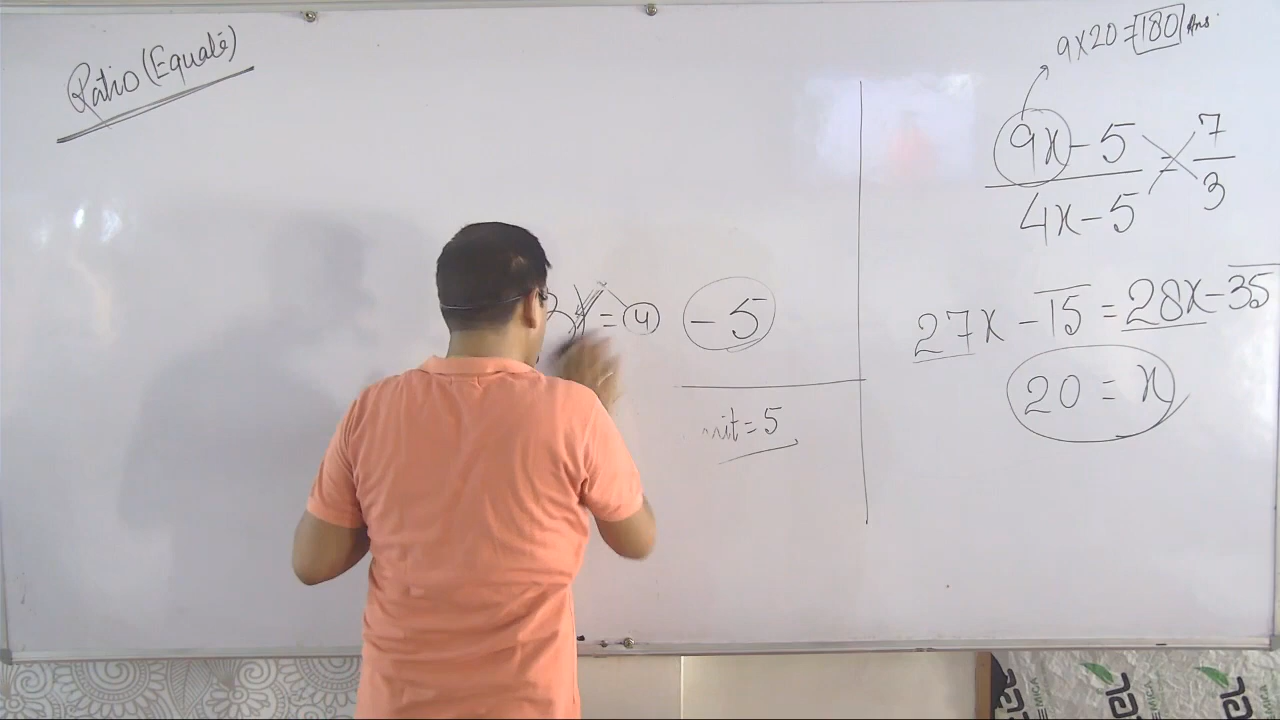 Ratio (Equate)
= 4
- 5
= 5
9x20 = 180 Ans.
9x - 5 = 7
4x - 5 3
27x - 15 = 28x - 35
20 = x